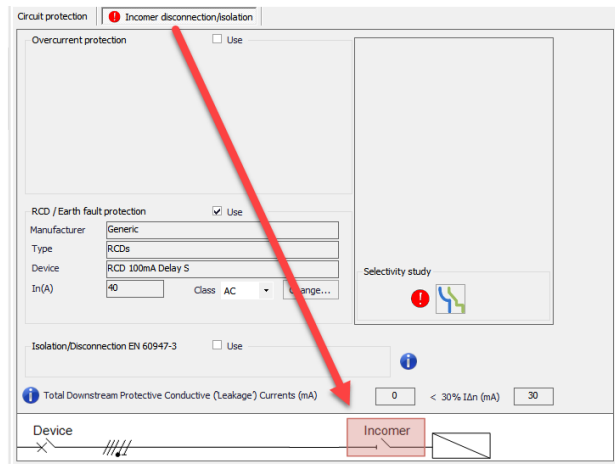 Circuit protection Incomer disconnection/isolation
Overcurrent protection Use
RCD / Earth fault protection Use
Manufacturer Generic
Type RCDs
Device RCD 100mA Delay S
In(A) 40 Class AC Change...
Selectivity study
Isolation/Disconnection EN 60947-3 Use
Total Downstream Protective Conductive ('Leakage') Currents (mA) 0 < 30% IΔn (mA) 30
Device Incomer